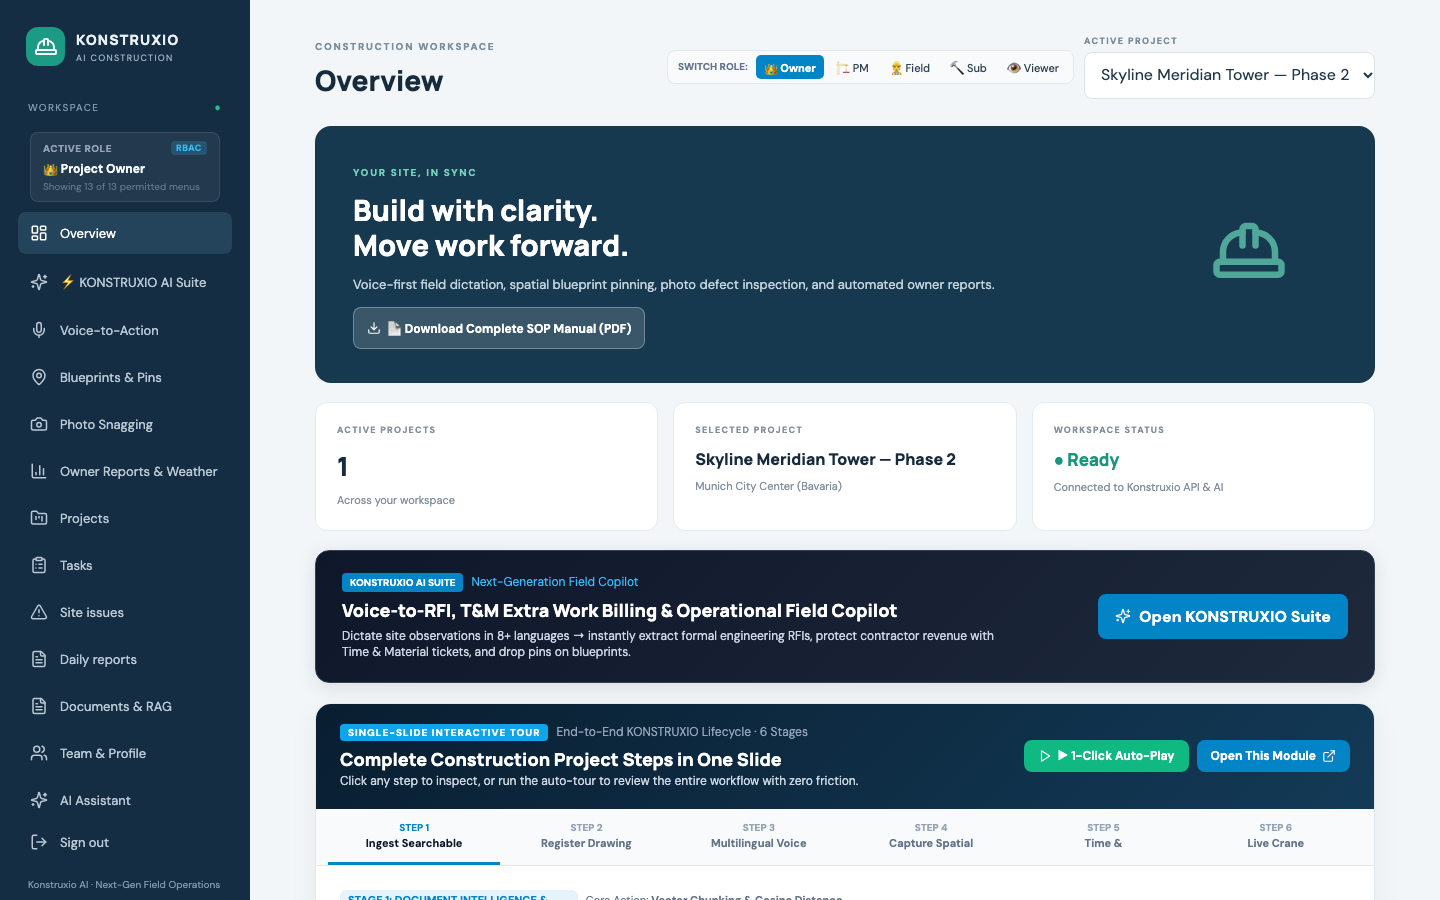 KONSTRUXIO
AI CONSTRUCTION
WORKSPACE
ACTIVE ROLE
RBAC
Project Owner
Showing 13 of 13 permitted menus
Overview
⚡ KONSTRUXIO AI Suite
Voice-to-Action
Blueprints & Pins
Photo Snagging
Owner Reports & Weather
Projects
Tasks
Site issues
Daily reports
Documents & RAG
Team & Profile
AI Assistant
Sign out
Konstruxio AI · Next-Gen Field Operations
CONSTRUCTION WORKSPACE
Overview
SWITCH ROLE:
Owner
PM
Field
Sub
Viewer
ACTIVE PROJECT
Skyline Meridian Tower — Phase 2
YOUR SITE, IN SYNC
Build with clarity.
Move work forward.
Voice-first field dictation, spatial blueprint pinning, photo defect inspection, and automated owner reports.
Download Complete SOP Manual (PDF)
ACTIVE PROJECTS
1
Across your workspace
SELECTED PROJECT
Skyline Meridian Tower — Phase 2
Munich City Center (Bavaria)
WORKSPACE STATUS
● Ready
Connected to Konstruxio API & AI
KONSTRUXIO AI SUITE
Next-Generation Field Copilot
Voice-to-RFI, T&M Extra Work Billing & Operational Field Copilot
Dictate site observations in 8+ languages → instantly extract formal engineering RFIs, protect contractor revenue with
Time & Material tickets, and drop pins on blueprints.
Open KONSTRUXIO Suite
SINGLE-SLIDE INTERACTIVE TOUR
End-to-End KONSTRUXIO Lifecycle · 6 Stages
Complete Construction Project Steps in One Slide
Click any step to inspect, or run the auto-tour to review the entire workflow with zero friction.
▶ 1-Click Auto-Play
Open This Module
STEP 1
Ingest Searchable
STEP 2
Register Drawing
STEP 3
Multilingual Voice
STEP 4
Capture Spatial
STEP 5
Time &
STEP 6
Live Crane
STAGE 1: DOCUMENT INTELLIGENCE &
Core Action: Vector Chunking & Cosine Distance